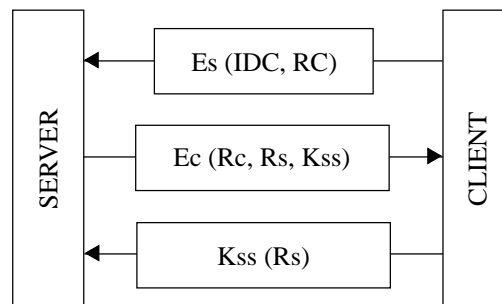 SERVER
Es (IDC, RC)
Ec (Rc, Rs, Kss)
Kss (Rs)
CLIENT